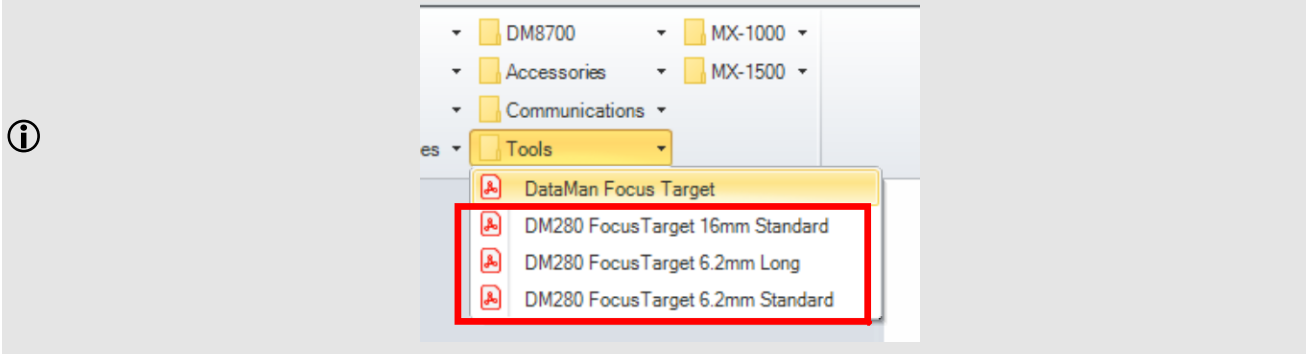 DM8700 MX-1000
Accessories MX-1500
Communications
es Tools
DataMan Focus Target
DM280 FocusTarget 16mm Standard
DM280 FocusTarget 6.2mm Long
DM280 FocusTarget 6.2mm Standard